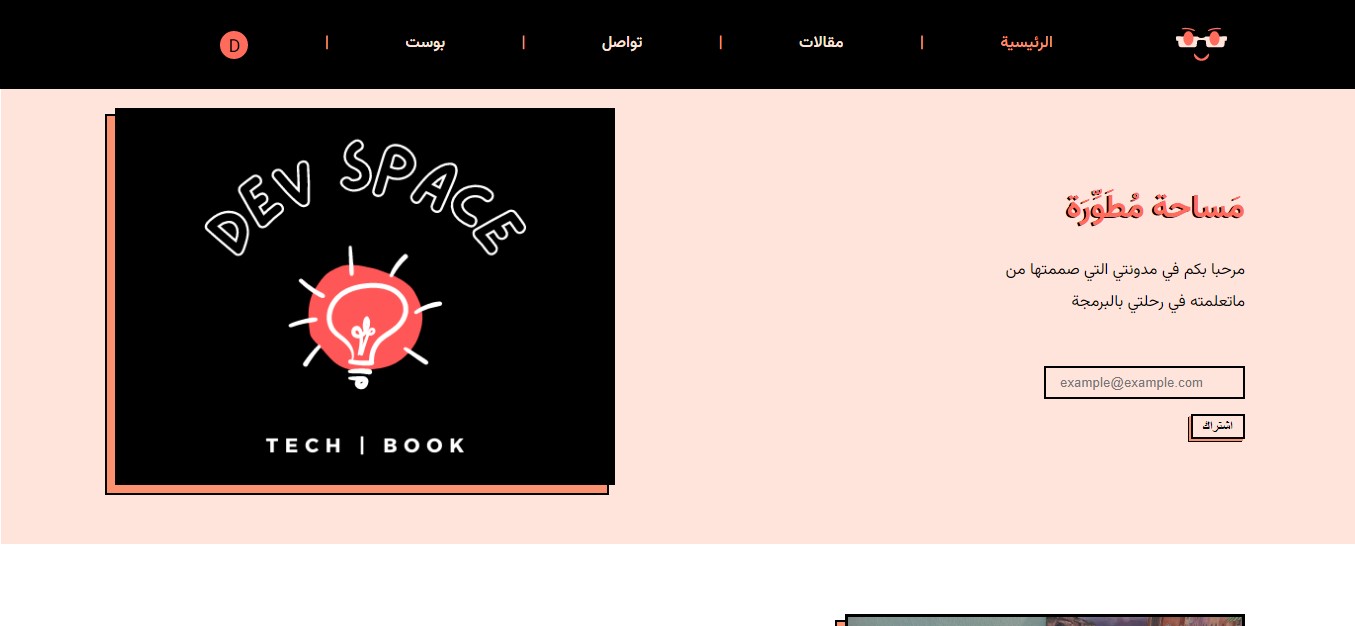 الرئيسية | مقالات | تواصل | بوست | D
مَساحة مُطَوِّرَة
مرحبا بكم في مدونتي التي صممتها من
ماتعلمته في رحلتي بالبرمجة
example@example.com
اشتراك
DEV SPACE
TECH | BOOK